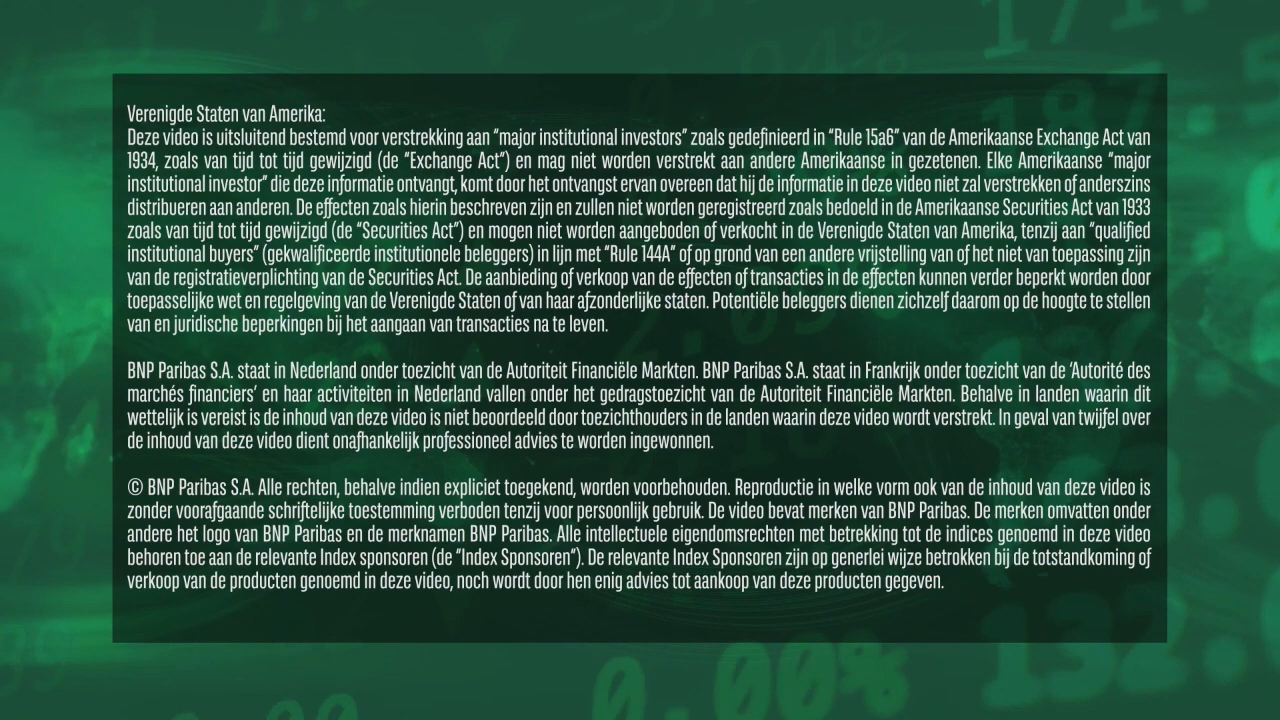 Verenigde Staten van Amerika:
Deze video is uitsluitend bestemd voor verstrekking aan “major institutional investors” zoals gedefinieerd in “Rule 15a6” van de Amerikaanse Exchange Act van
1934, zoals van tijd tot tijd gewijzigd (de “Exchange Act”) en mag niet worden verstrekt aan andere Amerikaanse in gezetenen. Elke Amerikaanse “major
institutional investor” die deze informatie ontvangt, komt door het ontvangst ervan overeen dat hij de informatie in deze video niet zal verstrekken of anderszins
distribueren aan anderen. De effecten zoals hierin beschreven zijn en zullen niet worden geregistreerd zoals bedoeld in de Amerikaanse Securities Act van 1933
zoals van tijd tot tijd gewijzigd (de “Securities Act”) en mogen niet worden aangeboden of verkocht in de Verenigde Staten van Amerika, tenzij aan “qualified
institutional buyers” (gekwalificeerde institutionele beleggers) in lijn met “Rule 144A” of op grond van een andere vrijstelling van of het niet van toepassing zijn
van de registratieverplichting van de Securities Act. De aanbieding of verkoop van de effecten of transacties in de effecten kunnen verder beperkt worden door
toepasselijke wet en regelgeving van de Verenigde Staten of van haar afzonderlijke staten. Potentiële beleggers dienen zichzelf daarom op de hoogte te stellen
van en juridische beperkingen bij het aangaan van transacties na te leven.
BNP Paribas S.A. staat in Nederland onder toezicht van de Autoriteit Financiële Markten. BNP Paribas S.A. staat in Frankrijk onder toezicht van de ‘Autorité des
marchés financiers’ en haar activiteiten in Nederland vallen onder het gedragstoezicht van de Autoriteit Financiële Markten. Behalve in landen waarin dit
wettelijk is vereist is de inhoud van deze video is niet beoordeeld door toezichthouders in de landen waarin deze video wordt verstrekt. In geval van twijfel over
de inhoud van deze video dient onafhankelijk professioneel advies te worden ingewonnen.
© BNP Paribas S.A. Alle rechten, behalve indien expliciet toegekend, worden voorbehouden. Reproductie in welke vorm ook van de inhoud van deze video is
zonder voorafgaande schriftelijke toestemming verboden tenzij voor persoonlijk gebruik. De video bevat merken van BNP Paribas. De merken omvatten onder
andere het logo van BNP Paribas en de merknamen BNP Paribas. Alle intellectuele eigendomsrechten met betrekking tot de indices genoemd in deze video
behoren toe aan de relevante Index sponsoren (de “Index Sponsoren”). De relevante Index Sponsoren zijn op generlei wijze betrokken bij de totstandkoming of
verkoop van de producten genoemd in deze video, noch wordt door hen enig advies tot aankoop van deze producten gegeven.
0.00%